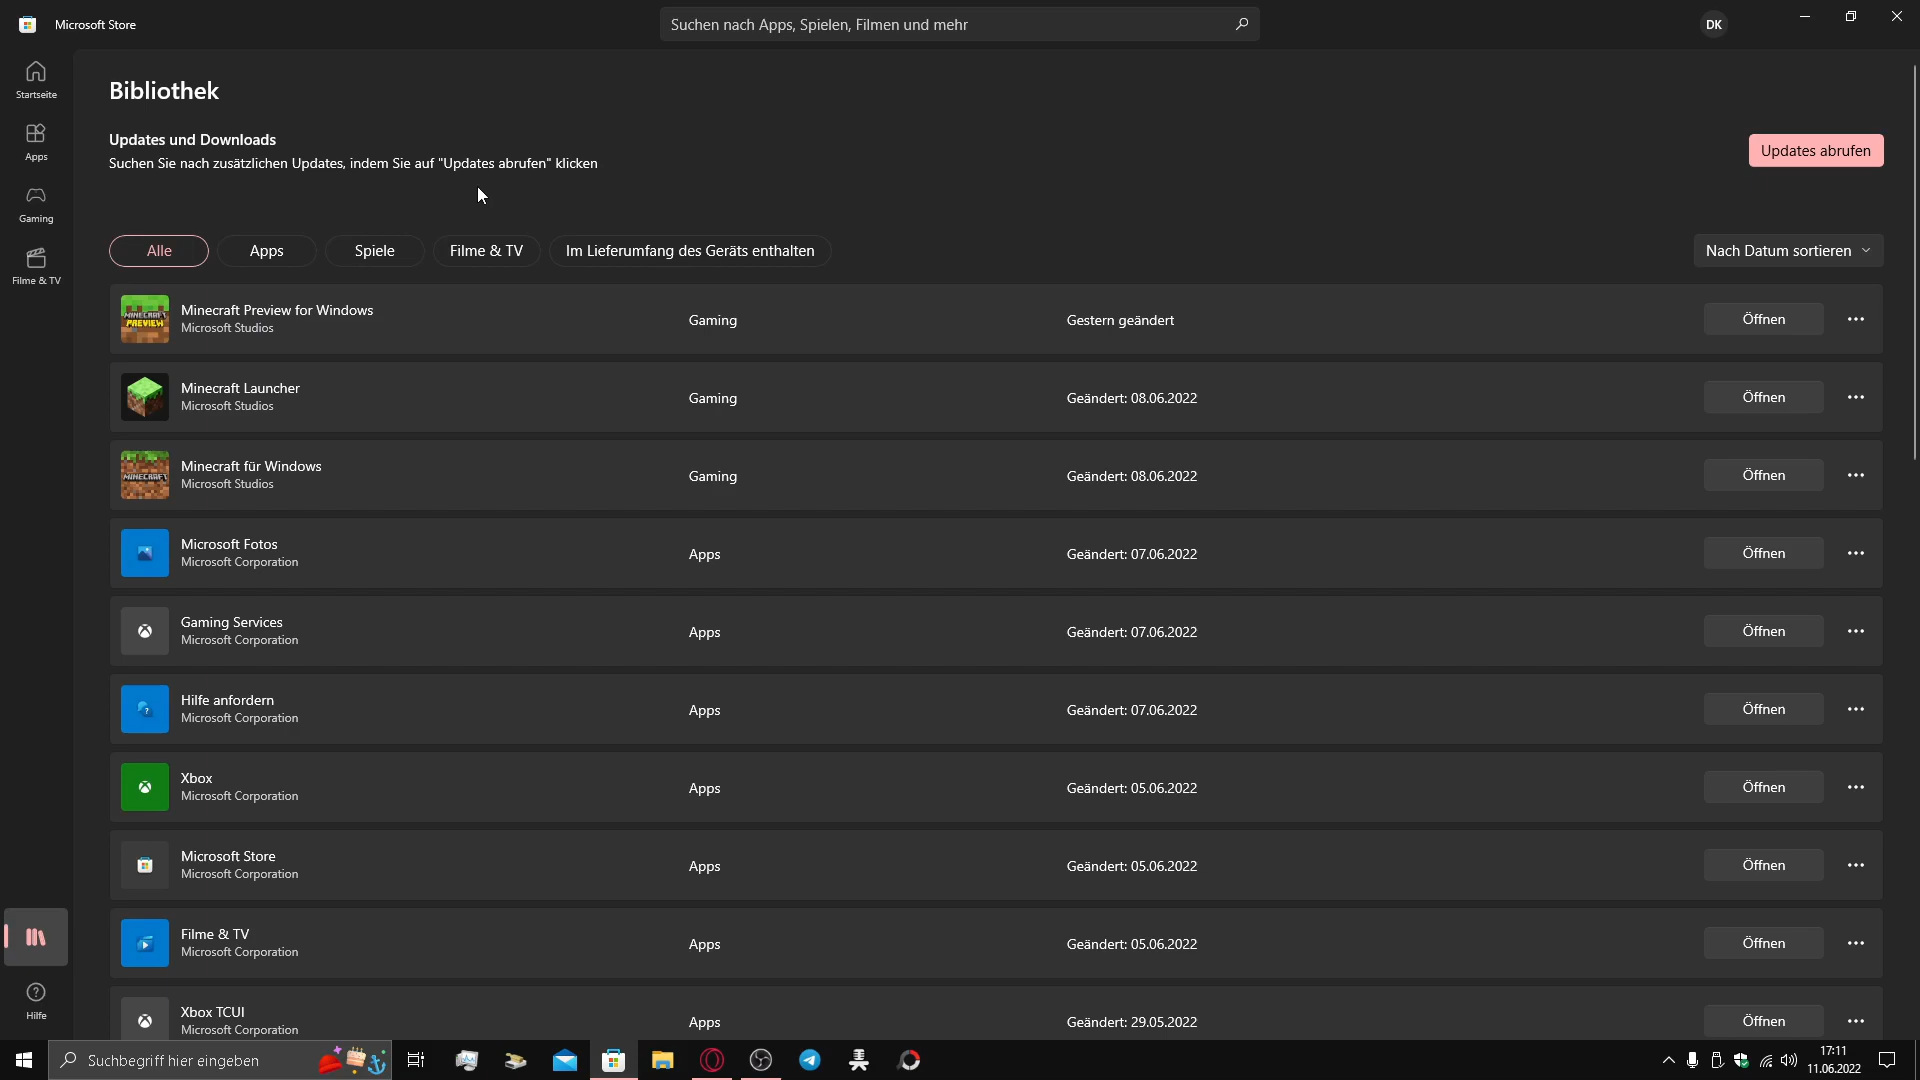 Microsoft Store
Suchen nach Apps, Spielen, Filmen und mehr
DK
Startseite
Apps
Gaming
Filme & TV
Hilfe
Bibliothek
Updates und Downloads
Suchen Sie nach zusätzlichen Updates, indem Sie auf "Updates abrufen" klicken
Updates abrufen
Alle
Apps
Spiele
Filme & TV
Im Lieferumfang des Geräts enthalten
Nach Datum sortieren
MINECRAFT
PREVIEW
Minecraft Preview for Windows
Microsoft Studios
Gaming
Gestern geändert
Öffnen
Minecraft Launcher
Microsoft Studios
Gaming
Geändert: 08.06.2022
Öffnen
MINECRAFT
Minecraft für Windows
Microsoft Studios
Gaming
Geändert: 08.06.2022
Öffnen
Microsoft Fotos
Microsoft Corporation
Apps
Geändert: 07.06.2022
Öffnen
Gaming Services
Microsoft Corporation
Apps
Geändert: 07.06.2022
Öffnen
Hilfe anfordern
Microsoft Corporation
Apps
Geändert: 07.06.2022
Öffnen
Xbox
Microsoft Corporation
Apps
Geändert: 05.06.2022
Öffnen
Microsoft Store
Microsoft Corporation
Apps
Geändert: 05.06.2022
Öffnen
Filme & TV
Microsoft Corporation
Apps
Geändert: 05.06.2022
Öffnen
Xbox TCUI
Microsoft Corporation
Apps
Geändert: 29.05.2022
Öffnen
Suchbegriff hier eingeben
17:11
11.06.2022